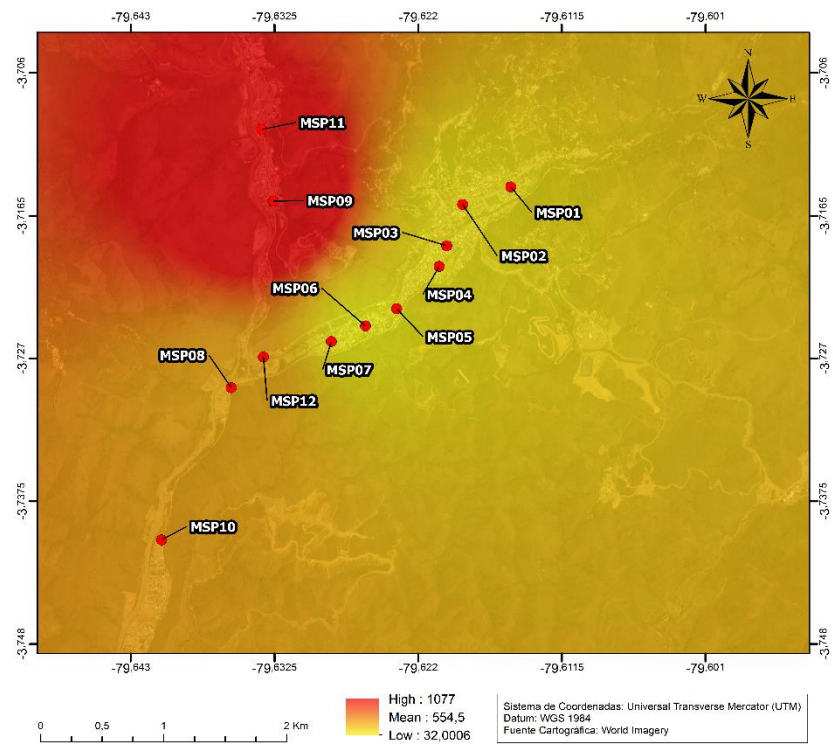 -79.643 -79.6325 -79.622 -79.6115 -79.601
-3.706 -3.706
N
W E
S
MSP11
MSP09
MSP01
-3.7165 -3.7165
MSP03
MSP02
MSP04
MSP06
MSP05
-3.727 -3.727
MSP08
MSP07
MSP12
-3.7375 -3.7375
MSP10
-3.748 -3.748
-79.643 -79.6325 -79.622 -79.6115 -79.601
0 0,5 1 2 Km
High : 1077
Mean : 554,5
Low : 32,0006
Sistema de Coordenadas: Universal Transverse Mercator (UTM)
Datum: WGS 1984
Fuente Cartográfica: World Imagery